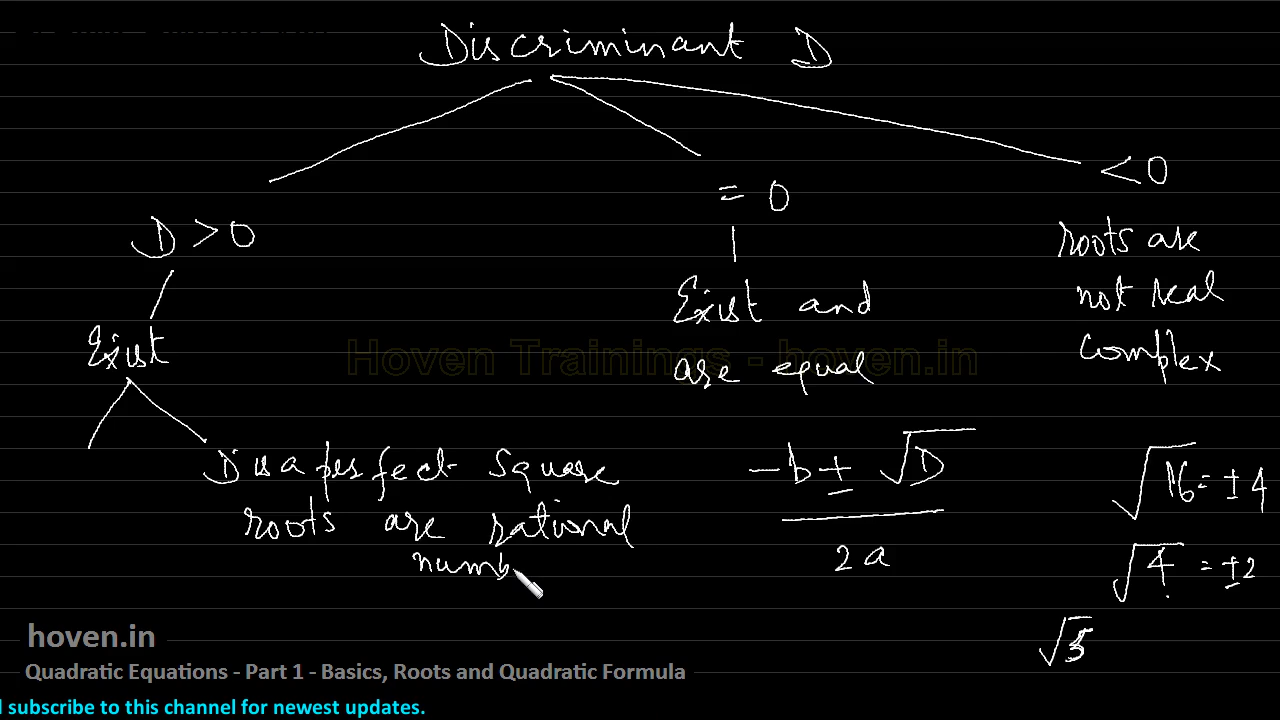 Discriminant D
D > 0
= 0
< 0
Exist
Exist and
are equal
roots are
not real
complex
D is a perfect square
roots are rational
numb
-b ± √D
2a
√16 = ±4
√4 = ±2
Hoven Trainings - hoven.in
hoven.in
Quadratic Equations - Part 1 - Basics, Roots and Quadratic Formula
subscribe to this channel for newest updates.